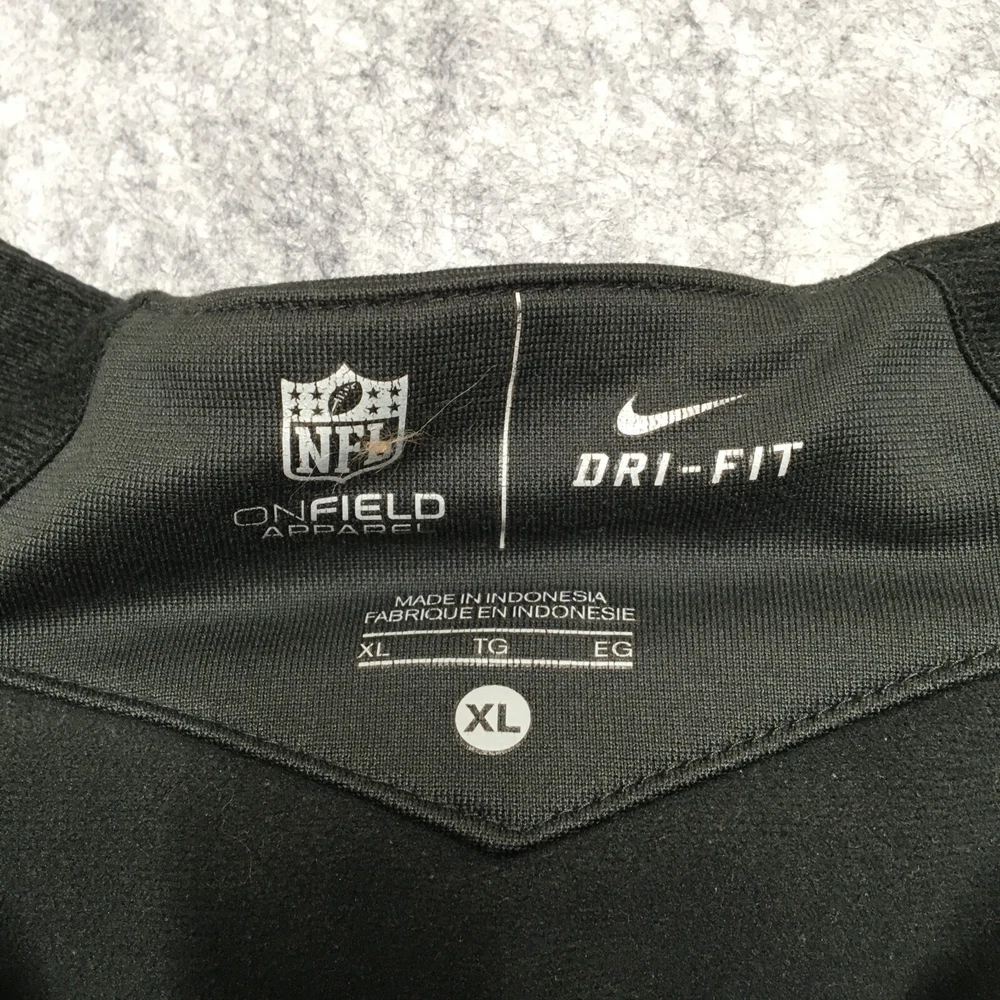 NFL
ONFIELD
APPAREL
DRI-FIT
MADE IN INDONESIA
FABRIQUE EN INDONESIE
XL TG EG
XL